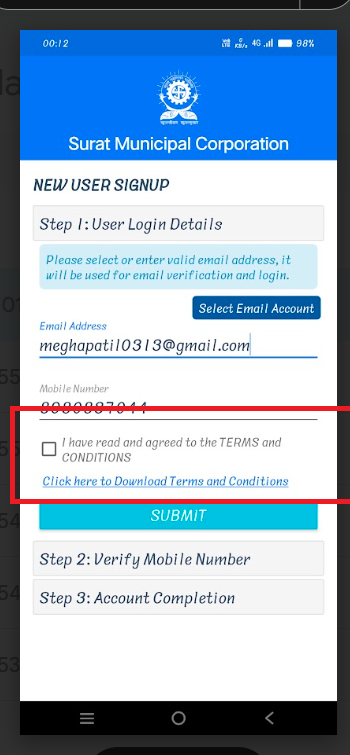 00:12
4G 98%
Surat Municipal Corporation
NEW USER SIGNUP
Step 1: User Login Details
Please select or enter valid email address, it
will be used for email verification and login.
Select Email Account
Email Address
meghapatil0313@gmail.com
Mobile Number
I have read and agreed to the TERMS and
CONDITIONS
Click here to Download Terms and Conditions
SUBMIT
Step 2: Verify Mobile Number
Step 3: Account Completion